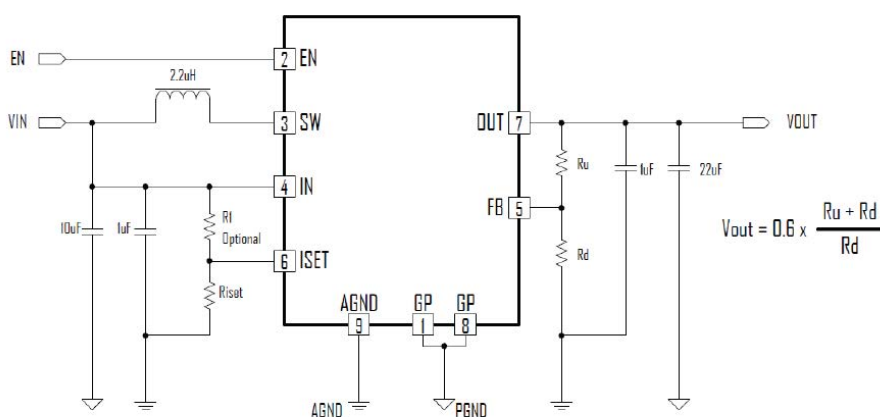 EN
2
EN
2.2uH
VIN
3
SW
OUT
7
VOUT
Ru
1uF
22uF
4
IN
10uF
1uF
R1
Optional
FB
5
Vout = 0.6 x Ru + Rd
Rd
6
ISET
Rd
Riset
AGND
GP
GP
9
1
8
AGND
PGND